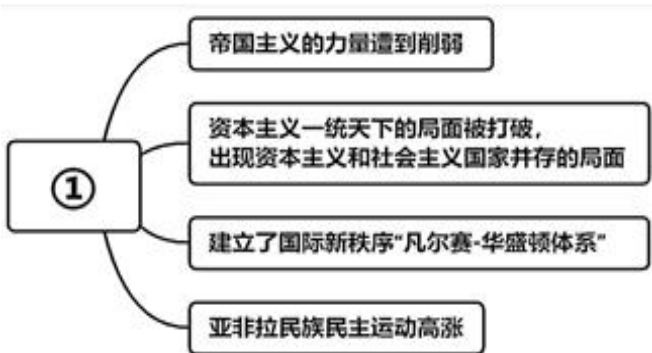 ①
帝国主义的力量遭到削弱
资本主义一统天下的局面被打破，
出现资本主义和社会主义国家并存的局面
建立了国际新秩序“凡尔赛-华盛顿体系”
亚非拉民族民主运动高涨